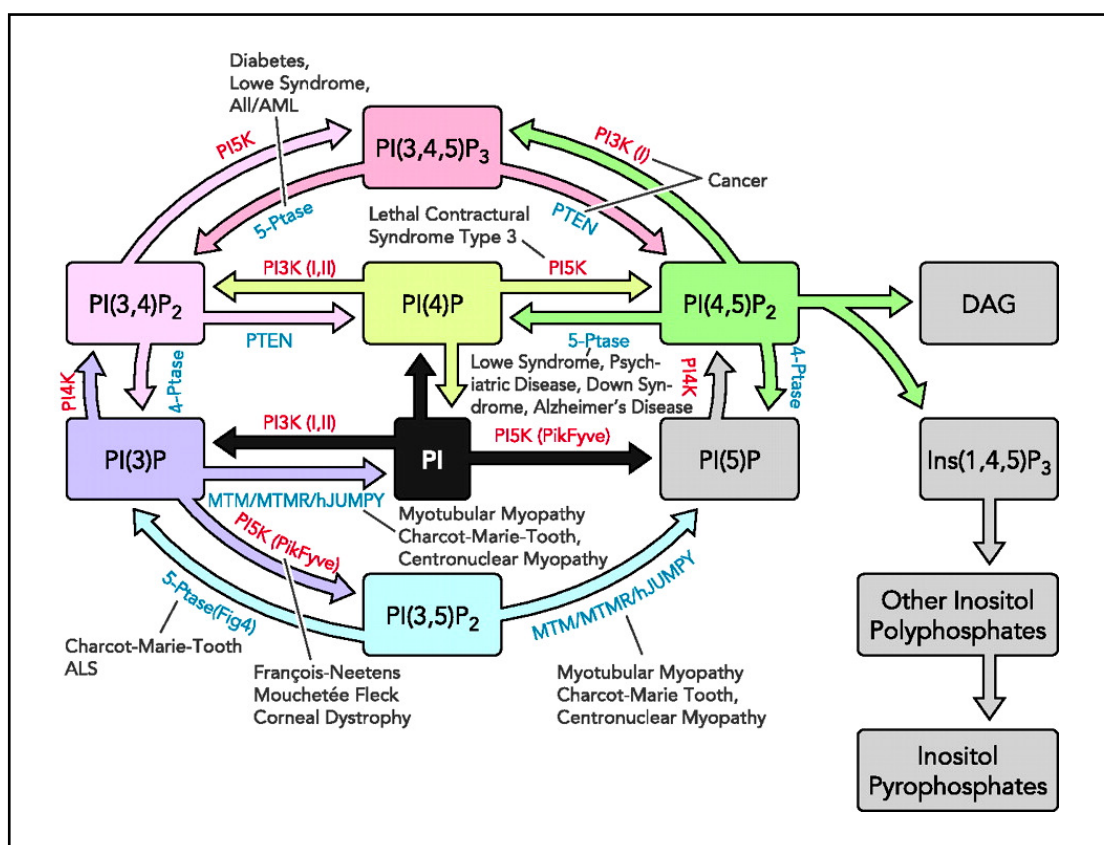 Diabetes,
Lowe Syndrome,
All/AML
PI5K
PI(3,4,5)P3
PI3K (I)
Cancer
5-Ptase
PTEN
Lethal Contractural
Syndrome Type 3
PI3K (I,II)
PI5K
PI(3,4)P2
PI(4)P
PI(4,5)P2
DAG
PTEN
5-Ptase
Lowe Syndrome, Psych-
iatric Disease, Down Syn-
drome, Alzheimer's Disease
PI4K
4-Ptase
PI4K
4-Ptase
PI3K (I,II)
PI5K (PikFyve)
PI(3)P
PI
PI(5)P
Ins(1,4,5)P3
MTM/MTMR/hJUMPY
Myotubular Myopathy
Charcot-Marie-Tooth,
Centronuclear Myopathy
PI5K (PikFyve)
5-Ptase(Fig4)
PI(3,5)P2
MTM/MTMR/hJUMPY
Other Inositol
Polyphosphates
Charcot-Marie-Tooth
ALS
François-Neetens
Mouchetée Fleck
Corneal Dystrophy
Myotubular Myopathy
Charcot-Marie Tooth,
Centronuclear Myopathy
Inositol
Pyrophosphates